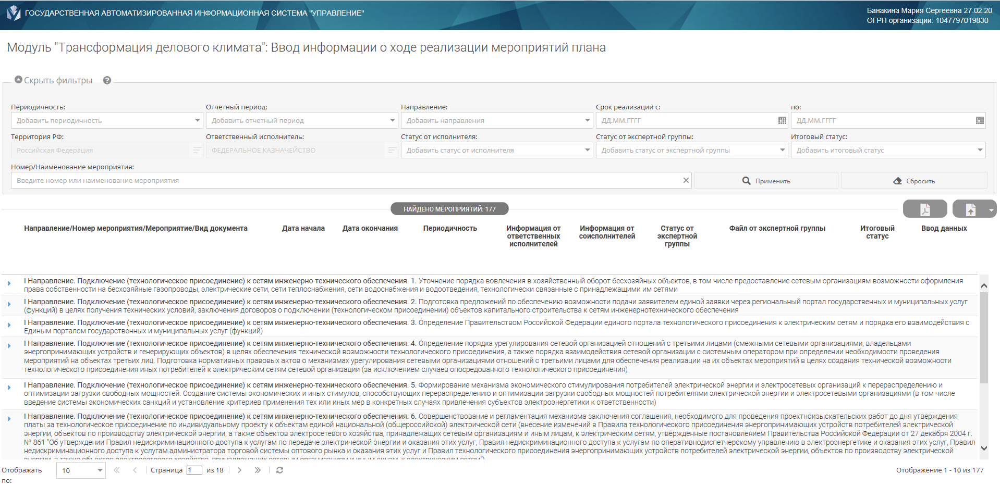 ГОСУДАРСТВЕННАЯ АВТОМАТИЗИРОВАННАЯ ИНФОРМАЦИОННАЯ СИСТЕМА "УПРАВЛЕНИЕ"
Банакина Мария Сергеевна 27.02.20
ОГРН организации: 1047797019830
Модуль "Трансформация делового климата": Ввод информации о ходе реализации мероприятий плана
Скрыть фильтры ?
Периодичность: Отчетный период: Направление: Срок реализации с: по:
Добавить периодичность Добавить отчетный период Добавить направления ДД.ММ.ГГГГ ДД.ММ.ГГГГ
Территория РФ: Ответственный исполнитель: Статус от исполнителя: Статус от экспертной группы: Итоговый статус:
Российская Федерация ФЕДЕРАЛЬНОЕ КАЗНАЧЕЙСТВО Добавить статус от исполнителя Добавить статус от экспертной группы Добавить итоговый статус
Номер/Наименование мероприятия:
Введите номер или наименование мероприятия Применить Сбросить
НАЙДЕНО МЕРОПРИЯТИЙ: 177
Направление/Номер мероприятия/Мероприятие/Вид документа Дата начала Дата окончания Периодичность Информация от Информация от Статус от Файл от экспертной группы Итоговый Ввод данных
ответственных соисполнителей экспертной статус
исполнителей группы
I Направление. Подключение (технологическое присоединение) к сетям инженерно-технического обеспечения. 1. Уточнение порядка вовлечения в хозяйственный оборот бесхозяйных объектов, в том числе предоставление сетевым организациям возможности оформления
права собственности на бесхозяйные газопроводы, электрические сети, сети теплоснабжения, сети водоснабжения и водоотведения, технологически связанные с принадлежащими им сетями
I Направление. Подключение (технологическое присоединение) к сетям инженерно-технического обеспечения. 2. Подготовка предложений по обеспечению возможности подачи заявителем единой заявки через региональный портал государственных и муниципальных услуг
(функций) в целях получения технических условий, заключения договоров о подключении (технологическом присоединении) объектов капитального строительства к сетям инженернотехнического обеспечения
I Направление. Подключение (технологическое присоединение) к сетям инженерно-технического обеспечения. 3. Определение Правительством Российской Федерации единого портала технологического присоединения к электрическим сетям и порядка его взаимодействия с
Единым порталом государственных и муниципальных услуг (функций)
I Направление. Подключение (технологическое присоединение) к сетям инженерно-технического обеспечения. 4. Определение порядка урегулирования сетевой организацией отношений с третьими лицами (смежными сетевыми организациями, владельцами
энергопринимающих устройств и генерирующих объектов) в целях обеспечения технической возможности технологического присоединения, а также порядка взаимодействия сетевой организации с системным оператором при определении необходимости проведения
мероприятий на объектах третьих лиц. Подготовка нормативных правовых актов о механизмах урегулирования сетевыми организациями отношений с третьими лицами для обеспечения реализации на их объектах мероприятий в целях создания технической возможности
технологического присоединения иных потребителей к электрическим сетям сетевой организации (за исключением случаев опосредованного технологического присоединения)
I Направление. Подключение (технологическое присоединение) к сетям инженерно-технического обеспечения. 5. Формирование механизма экономического стимулирования потребителей электрической энергии и электросетевых организаций к перераспределению и
оптимизации загрузки свободных мощностей. Создание системы экономических и иных стимулов, способствующих перераспределению и оптимизации загрузки свободных мощностей потребителями электрической энергии и электросетевыми организациями (в том числе
введение системы экономических санкций и установление критериев применения тех или иных мер в конкретных случаях привлечения субъектов электроэнергетики к ответственности)
I Направление. Подключение (технологическое присоединение) к сетям инженерно-технического обеспечения. 6. Совершенствование и регламентация механизма заключения соглашения, необходимого для проведения проектноизыскательских работ до дня утверждения
платы за технологическое присоединение по индивидуальному проекту к объектам единой национальной (общероссийской) электрической сети (внесение изменений в Правила технологического присоединения энергопринимающих устройств потребителей электрической
энергии, объектов по производству электрической энергии, а также объектов электросетевого хозяйства, принадлежащих сетевым организациям и иным лицам, к электрическим сетям, утвержденные постановлением Правительства Российской Федерации от 27 декабря 2004 г.
№ 861 "Об утверждении Правил недискриминационного доступа к услугам по передаче электрической энергии и оказания этих услуг, Правил недискриминационного доступа к услугам по оперативнодиспетчерскому управлению в электроэнергетике и оказания этих услуг, Правил
недискриминационного доступа к услугам администратора торговой системы оптового рынка и оказания этих услуг и Правил технологического присоединения энергопринимающих устройств потребителей электрической энергии, объектов по производству электрической
энергии, а также объектов электросетевого хозяйства, принадлежащих сетевым организациям и иным лицам, к электрическим сетям")
Отображать 10 Страница 1 из 18 Отображение 1 - 10 из 177
по: